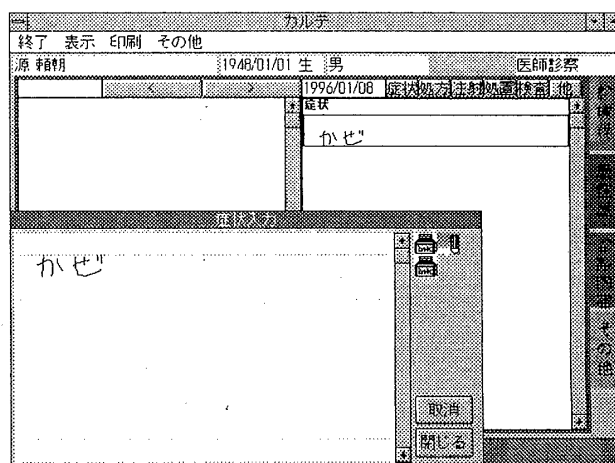 カルテ
終了 表示 印刷 その他
源 頼朝 1948/01/01 生 男 医師診察
< > 1996/01/08 症状 処方 注射 処置 検査 他
症状
かぜ
症状入力
かぜ
その他
取消
閉じる